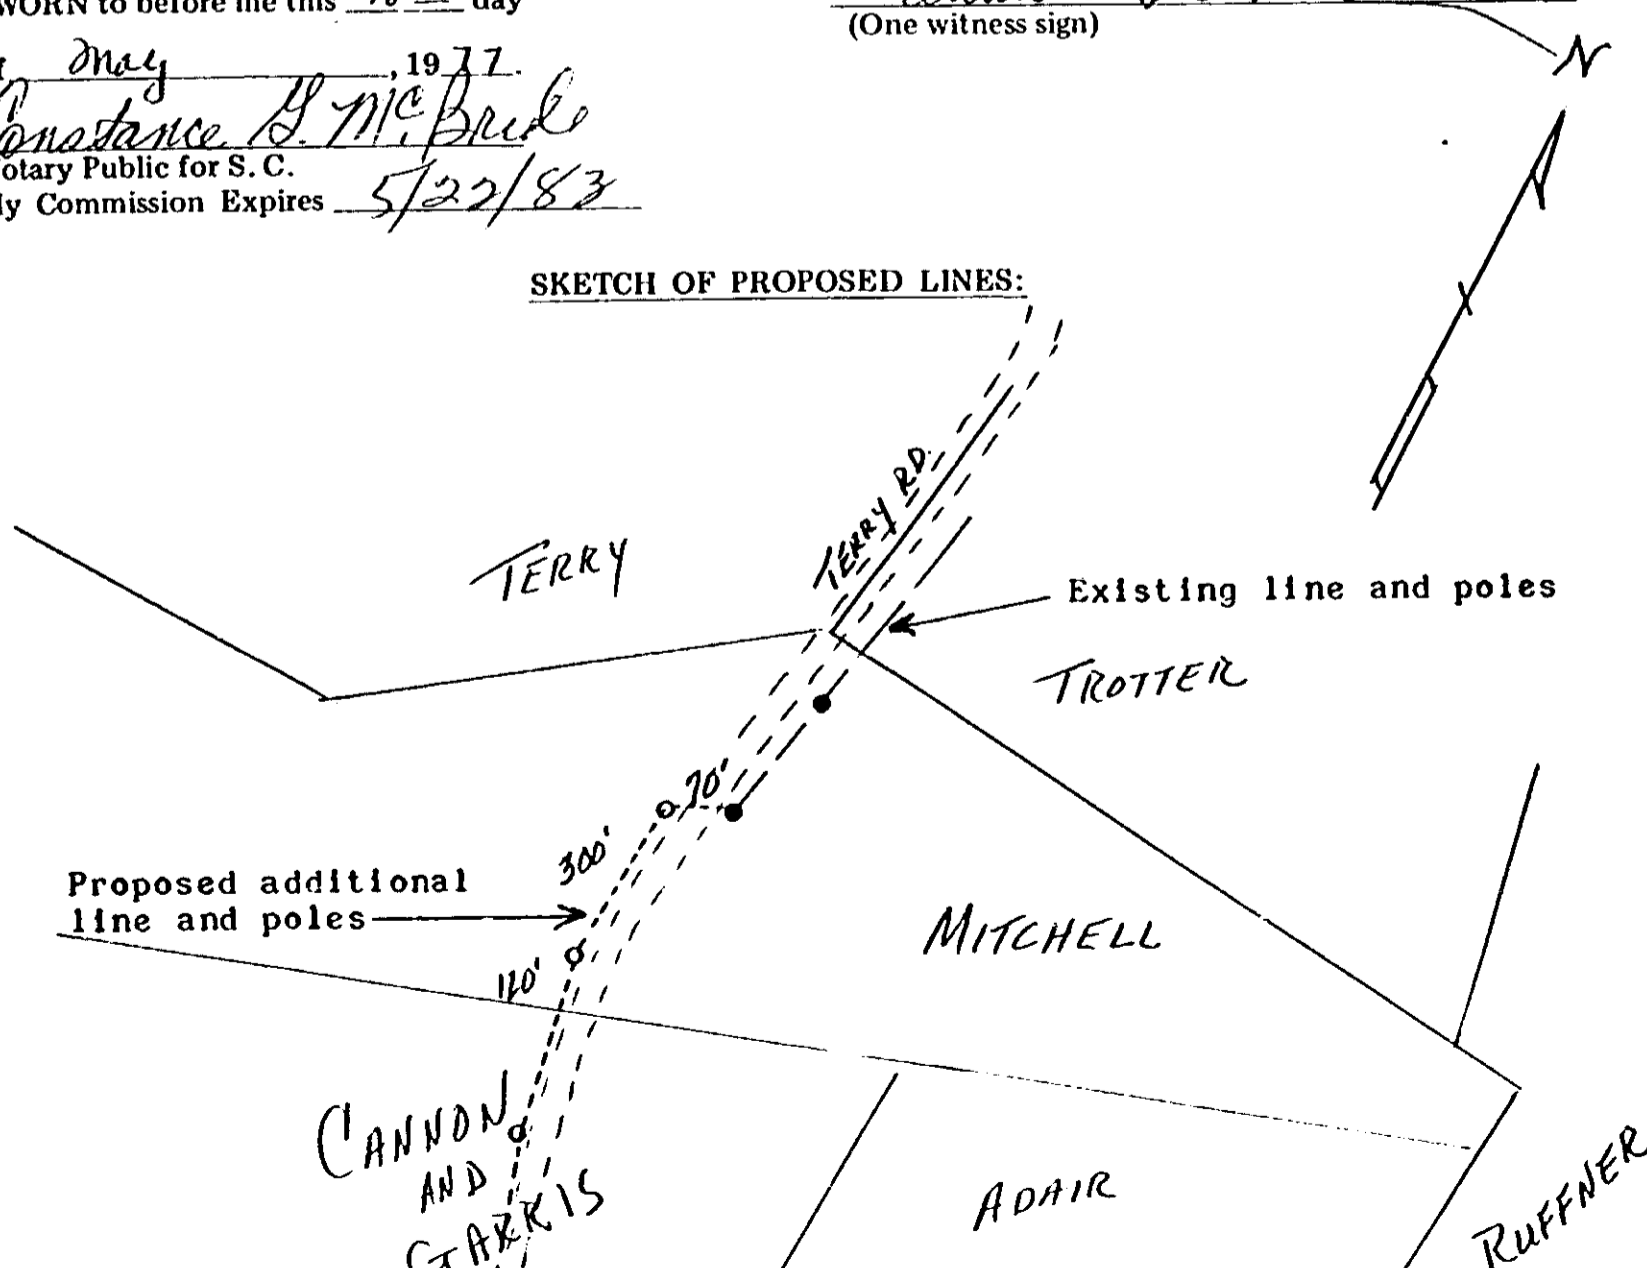 WORN to before me this day
(One witness sign)
May, 1977.
Constance G. McBride
otary Public for S. C.
y Commission Expires 5/22/83
N
SKETCH OF PROPOSED LINES:
TERRY RD.
TERRY
Existing line and poles
TROTTER
70'
300'
Proposed additional
line and poles
MITCHELL
120'
CANNON
AND
GARRIS
ADAIR
RUFFNER